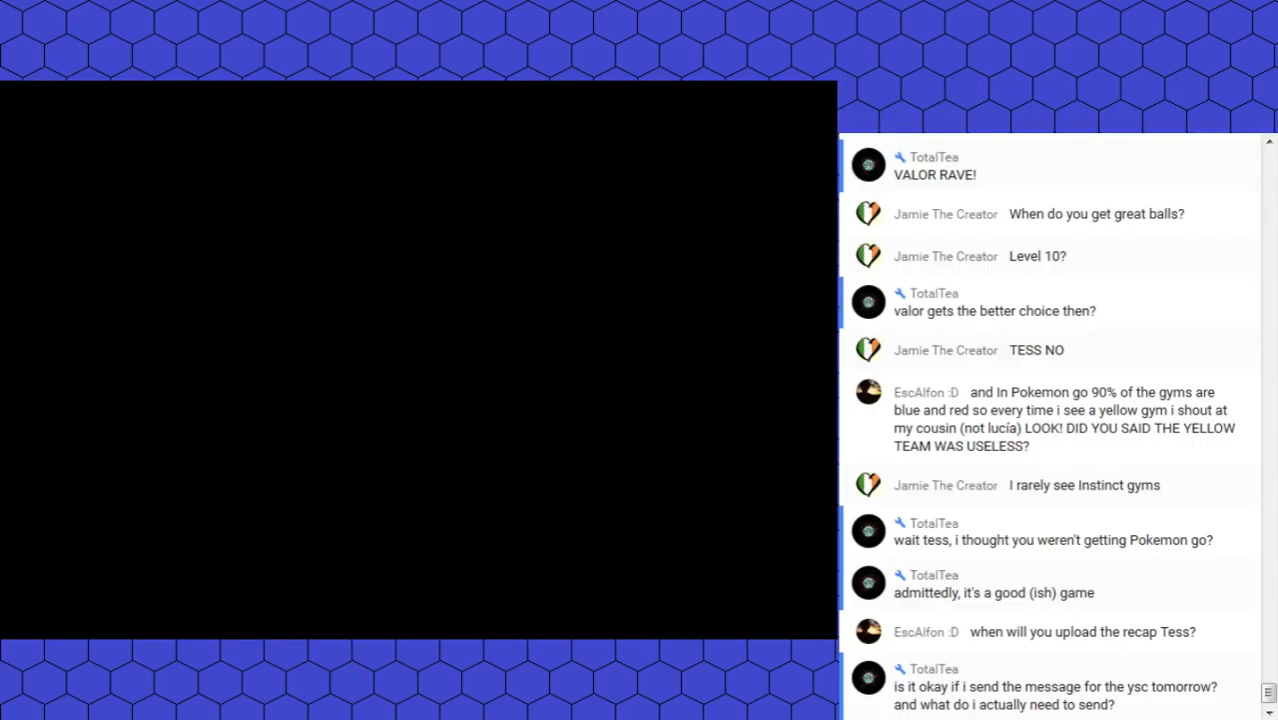 TotalTea
VALOR RAVE!
Jamie The Creator When do you get great balls?
Jamie The Creator Level 10?
TotalTea
valor gets the better choice then?
Jamie The Creator TESS NO
EscAlfon :D and In Pokemon go 90% of the gyms are
blue and red so every time i see a yellow gym i shout at
my cousin (not lucía) LOOK! DID YOU SAID THE YELLOW
TEAM WAS USELESS?
Jamie The Creator I rarely see Instinct gyms
TotalTea
wait tess, i thought you weren't getting Pokemon go?
TotalTea
admittedly, it's a good (ish) game
EscAlfon :D when will you upload the recap Tess?
TotalTea
is it okay if i send the message for the ysc tomorrow?
and what do i actually need to send?